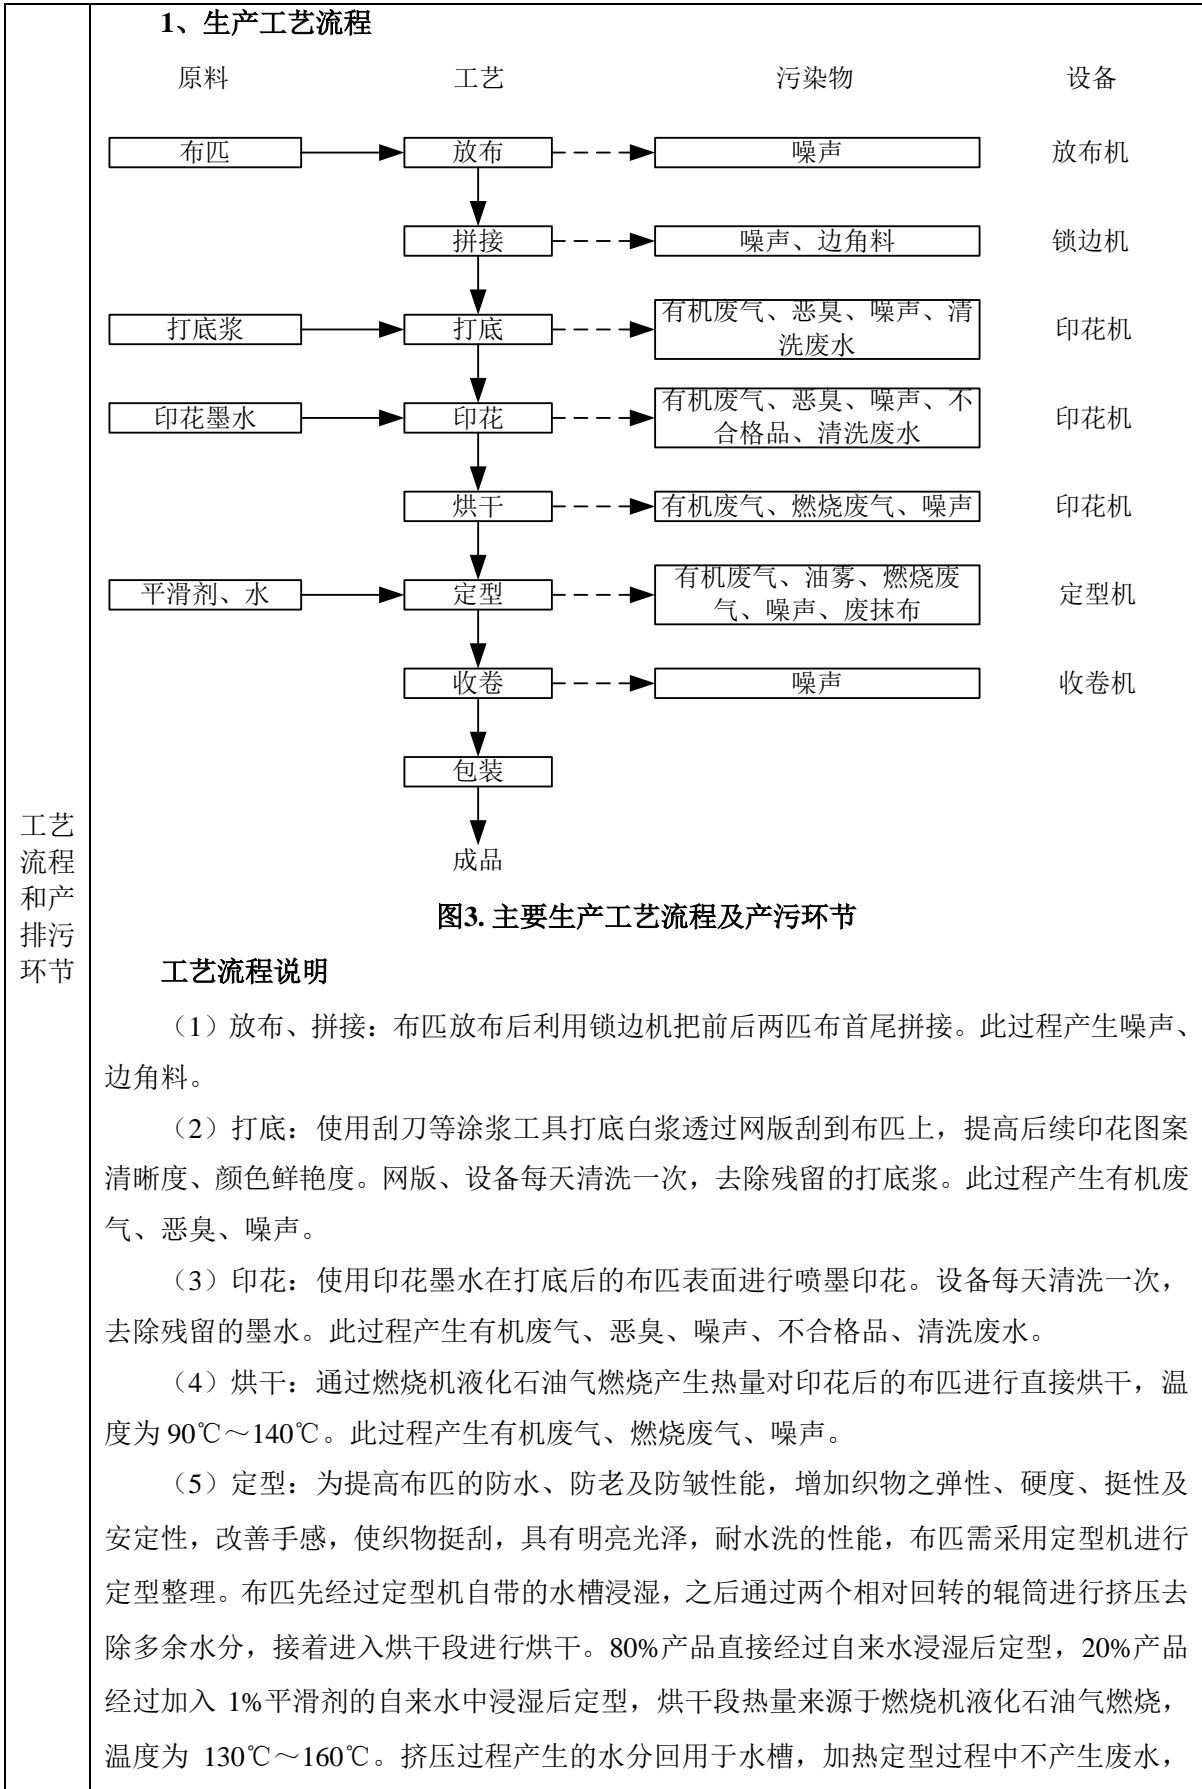 1、生产工艺流程
原料 工艺 污染物 设备
布匹 放布 噪声 放布机
拼接 噪声、边角料 锁边机
打底浆 打底 有机废气、恶臭、噪声、清 印花机
洗废水
印花墨水 印花 有机废气、恶臭、噪声、不 印花机
合格品、清洗废水
烘干 有机废气、燃烧废气、噪声 印花机
平滑剂、水 定型 有机废气、油雾、燃烧废 定型机
气、噪声、废抹布
收卷 噪声 收卷机
包装
成品
图3. 主要生产工艺流程及产污环节
工艺
流程
和产
排污
环节
工艺流程说明
（1）放布、拼接：布匹放布后利用锁边机把前后两匹布首尾拼接。此过程产生噪声、
边角料。
（2）打底：使用刮刀等涂浆工具打底白浆透过网版刮到布匹上，提高后续印花图案
清晰度、颜色鲜艳度。网版、设备每天清洗一次，去除残留的打底浆。此过程产生有机废
气、恶臭、噪声。
（3）印花：使用印花墨水在打底后的布匹表面进行喷墨印花。设备每天清洗一次，
去除残留的墨水。此过程产生有机废气、恶臭、噪声、不合格品、清洗废水。
（4）烘干：通过燃烧机液化石油气燃烧产生热量对印花后的布匹进行直接烘干，温
度为 90℃～140℃。此过程产生有机废气、燃烧废气、噪声。
（5）定型：为提高布匹的防水、防老及防皱性能，增加织物之弹性、硬度、挺性及
安定性，改善手感，使织物挺刮，具有明亮光泽，耐水洗的性能，布匹需采用定型机进行
定型整理。布匹先经过定型机自带的水槽浸湿，之后通过两个相对回转的辊筒进行挤压去
除多余水分，接着进入烘干段进行烘干。80%产品直接经过自来水浸湿后定型，20%产品
经过加入 1%平滑剂的自来水中浸湿后定型，烘干段热量来源于燃烧机液化石油气燃烧，
温度为 130℃～160℃。挤压过程产生的水分回用于水槽，加热定型过程中不产生废水，